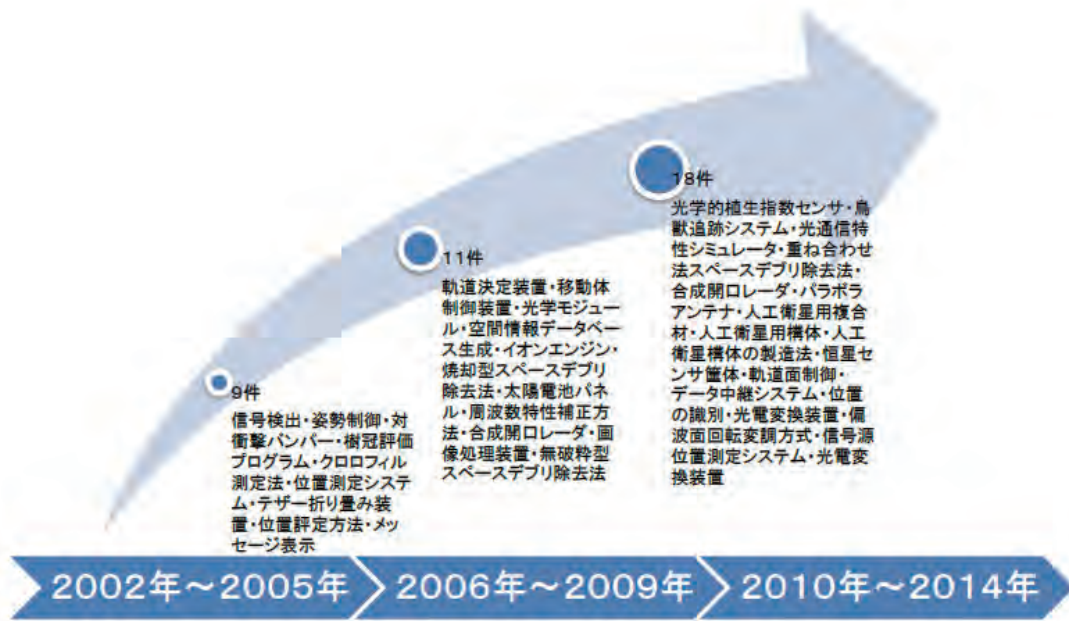 9件
信号検出・姿勢制御・対
衝撃バンパー・樹冠評価
プログラム・クロロフィル
測定法・位置測定システ
ム・テザー折り畳み装
置・位置評定方法・メッ
セージ表示
11件
軌道決定装置・移動体
制御装置・光学モジュー
ル・空間情報データベー
ス生成・イオンエンジン・
焼却型スペースデブリ
除去法・太陽電池パネ
ル・周波数特性補正方
法・合成開口レーダ・画
像処理装置・無破粋型
スペースデブリ除去法
18件
光学的植生指数センサ・鳥
獣追跡システム・光通信特
性シミュレータ・重ね合わせ
法スペースデブリ除去法・
合成開口レーダ・パラボラ
アンテナ・人工衛星用複合
材・人工衛星用構体・人工
衛星構体の製造法・恒星セ
ンサ筐体・軌道面制御・
データ中継システム・位置
の識別・光電変換装置・偏
波面回転変調方式・信号源
位置測定システム・光電変
換装置
2002年～2005年
2006年～2009年
2010年～2014年